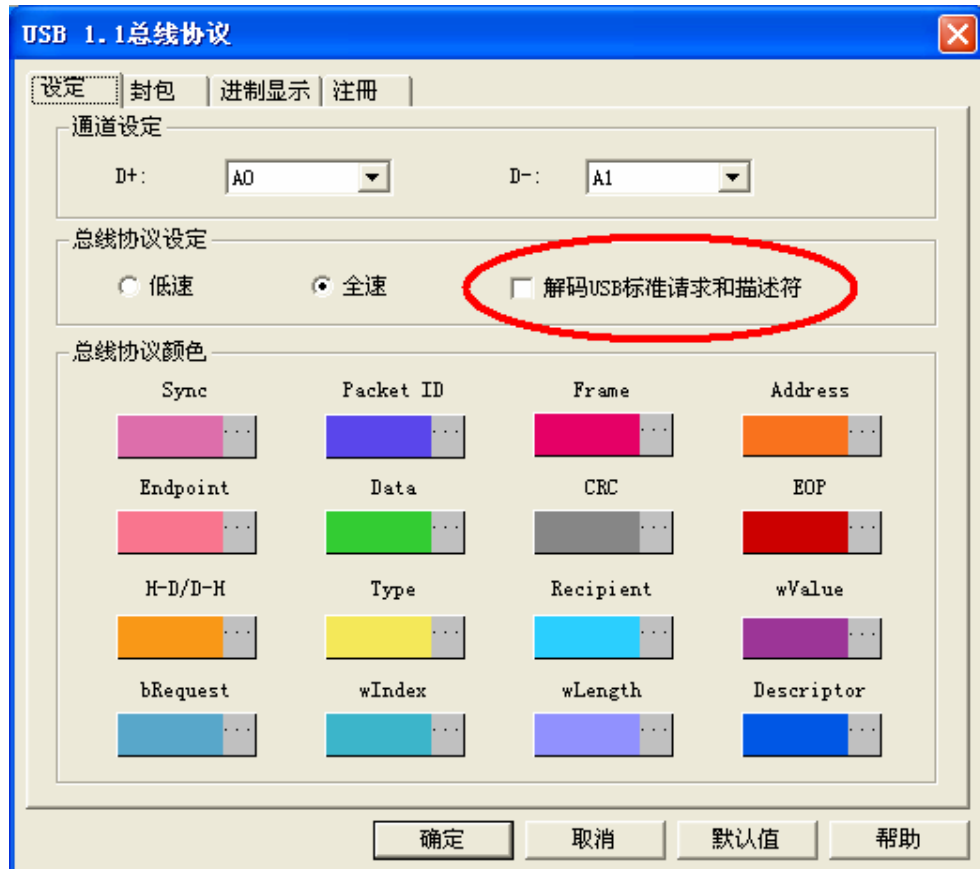 USB 1.1总线协议
设定 封包 进制显示 注册
通道设定
D+: A0 D-: A1
总线协议设定
低速 全速 解码USB标准请求和描述符
总线协议颜色
Sync Packet ID Frame Address
... ... ... ...
Endpoint Data CRC EOP
... ... ... ...
H-D/D-H Type Recipient wValue
... ... ... ...
bRequest wIndex wLength Descriptor
... ... ... ...
确定 取消 默认值 帮助